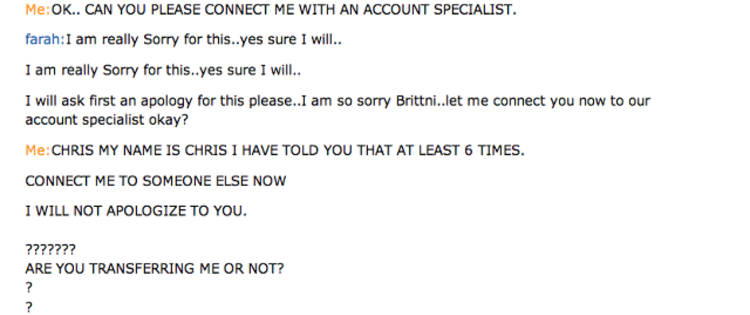 Me:OK.. CAN YOU PLEASE CONNECT ME WITH AN ACCOUNT SPECIALIST.
farah:I am really Sorry for this..yes sure I will..
I am really Sorry for this..yes sure I will..
I will ask first an apology for this please..I am so sorry Brittni..let me connect you now to our
account specialist okay?
Me:CHRIS MY NAME IS CHRIS I HAVE TOLD YOU THAT AT LEAST 6 TIMES.
CONNECT ME TO SOMEONE ELSE NOW
I WILL NOT APOLOGIZE TO YOU.
???????
ARE YOU TRANSFERRING ME OR NOT?
?
?